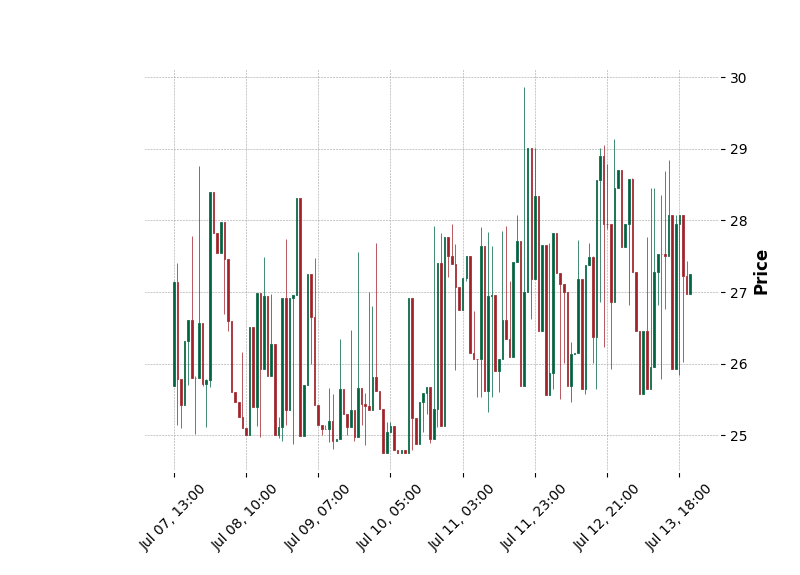 30
29
28
27
26
25
Price
Jul 07, 13:00
Jul 08, 10:00
Jul 09, 07:00
Jul 10, 05:00
Jul 11, 03:00
Jul 11, 23:00
Jul 12, 21:00
Jul 13, 18:00